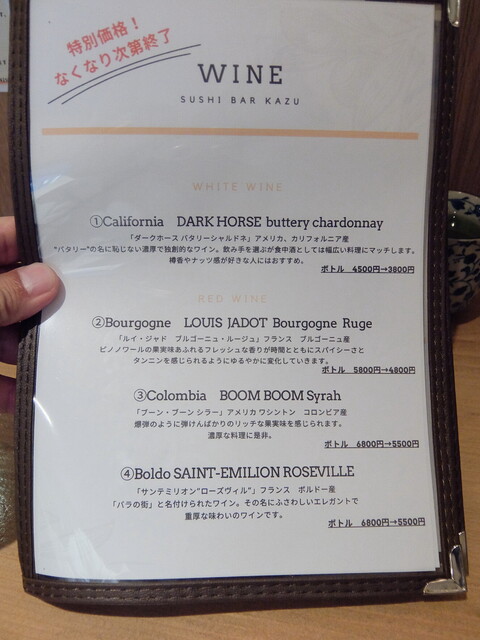 特別価格！
なくなり次第終了
WINE
SUSHI BAR KAZU
WHITE WINE
①California DARK HORSE buttery chardonnay
「ダークホース バタリーシャルドネ」アメリカ、カリフォルニア産
"バタリー"の名に恥じない濃厚で独創的なワイン。飲み手を選ぶが食中酒としては幅広い料理にマッチします。
樽香やナッツ感が好きな人にはおすすめ。
ボトル 4500円→3800円
RED WINE
②Bourgogne LOUIS JADOT Bourgogne Ruge
「ルイ・ジャド ブルゴーニュ・ルージュ」フランス ブルゴーニュ産
ピノノワールの果実味あふれるフレッシュな香りが時間とともにスパイシーさと
タンニンを感じられるようにゆるやかに変化していきます。
ボトル 5800円→4800円
③Colombia BOOM BOOM Syrah
「ブーン・ブーン シラー」アメリカ ワシントン コロンビア産
爆弾のように弾けんばかりのリッチな果実味を感じられます。
濃厚な料理に是非。
ボトル 6800円→5500円
④Boldo SAINT-EMILION ROSEVILLE
「サンテミリオン"ローズヴィル」フランス ボルドー産
「バラの街」と名付けられたワイン。その名にふさわしいエレガントで
重厚な味わいのワインです。
ボトル 6800円→5500円